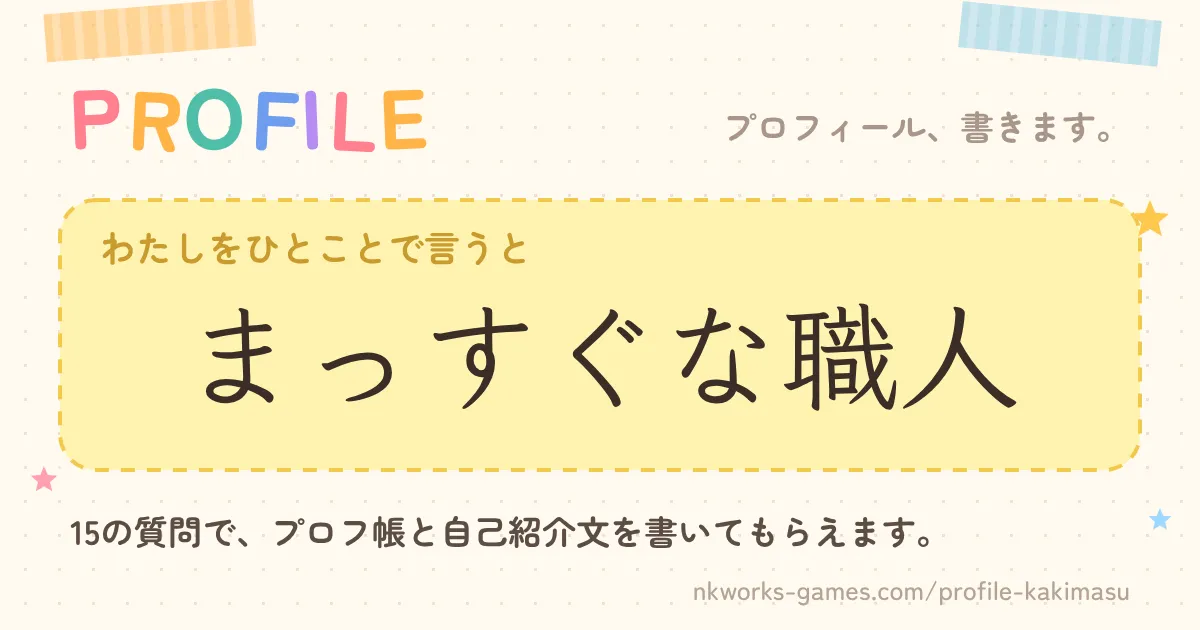 PROFILE
プロフィール、書きます。
わたしをひとことで言うと
まっすぐな職人
15の質問で、プロフ帳と自己紹介文を書いてもらえます。
nkworks-games.com/profile-kakimasu